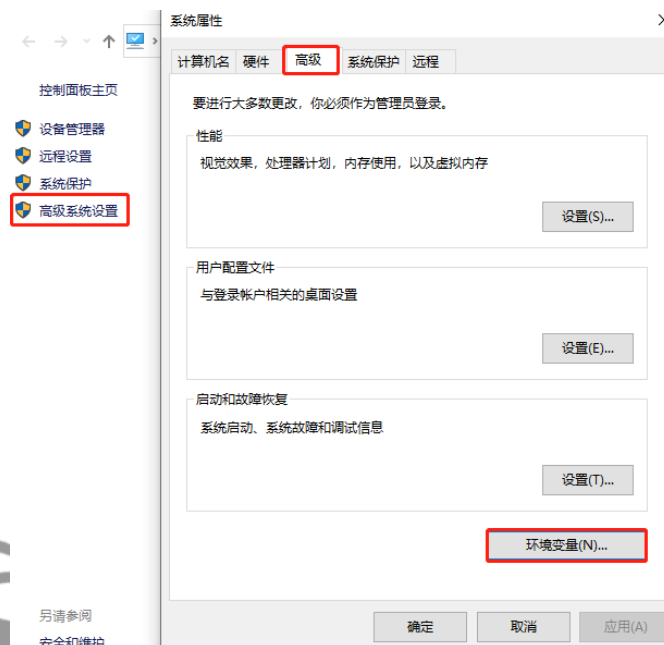 系统属性
计算机名 硬件 高级 系统保护 远程
控制面板主页
设备管理器
远程设置
系统保护
高级系统设置
要进行大多数更改，你必须作为管理员登录。
性能
视觉效果，处理器计划，内存使用，以及虚拟内存
设置(S)...
用户配置文件
与登录帐户相关的桌面设置
设置(E)...
启动和故障恢复
系统启动、系统故障和调试信息
设置(T)...
环境变量(N)...
另请参阅
安全和维护
确定 取消 应用(A)